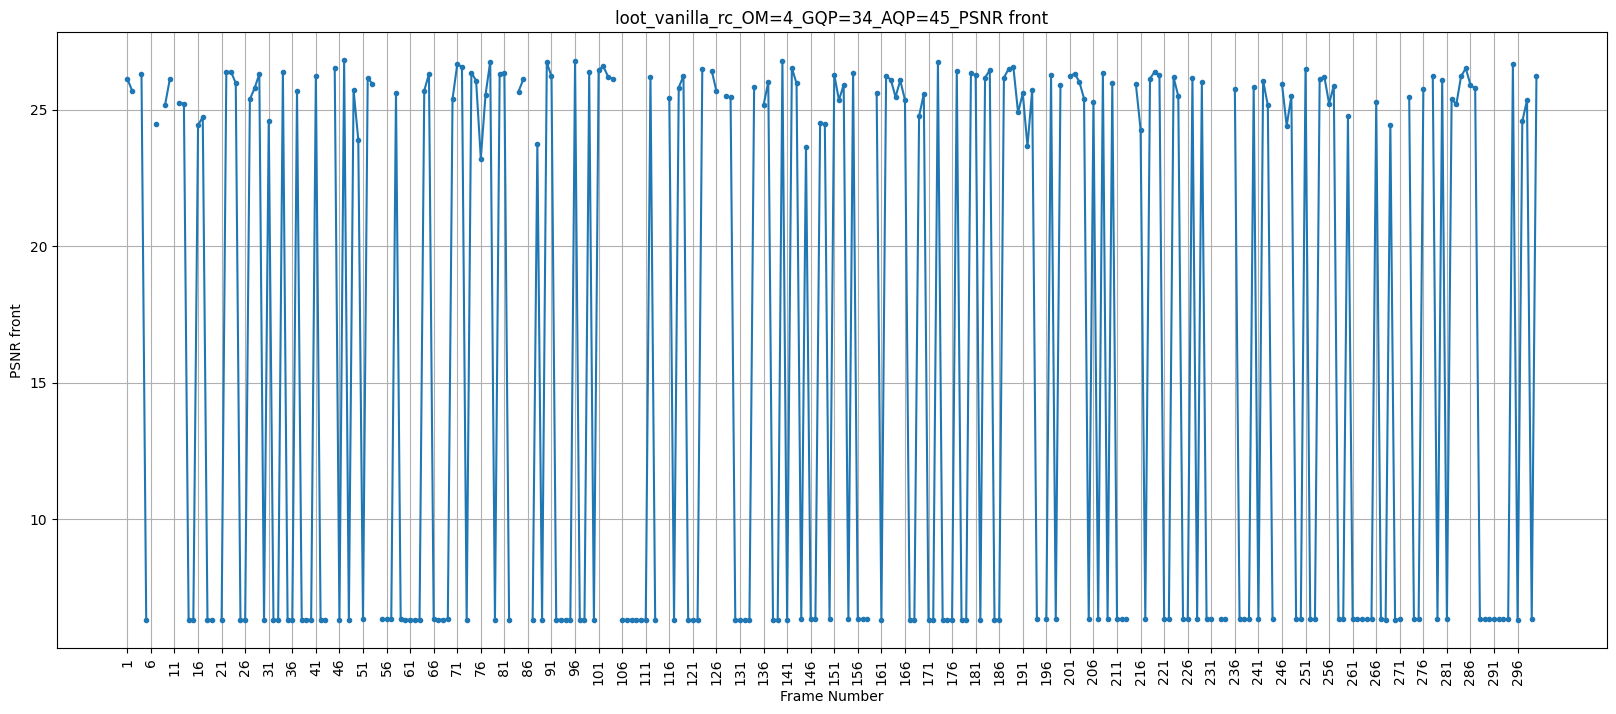 loot_vanilla_rc_OM=4_GQP=34_AQP=45_PSNR front
PSNR front
25
20
15
10
1 6 11 16 21 26 31 36 41 46 51 56 61 66 71 76 81 86 91 96 101 106 111 116 121 126 131 136 141 146 151 156 161 166 171 176 181 186 191 196 201 206 211 216 221 226 231 236 241 246 251 256 261 266 271 276 281 286 291 296
Frame Number